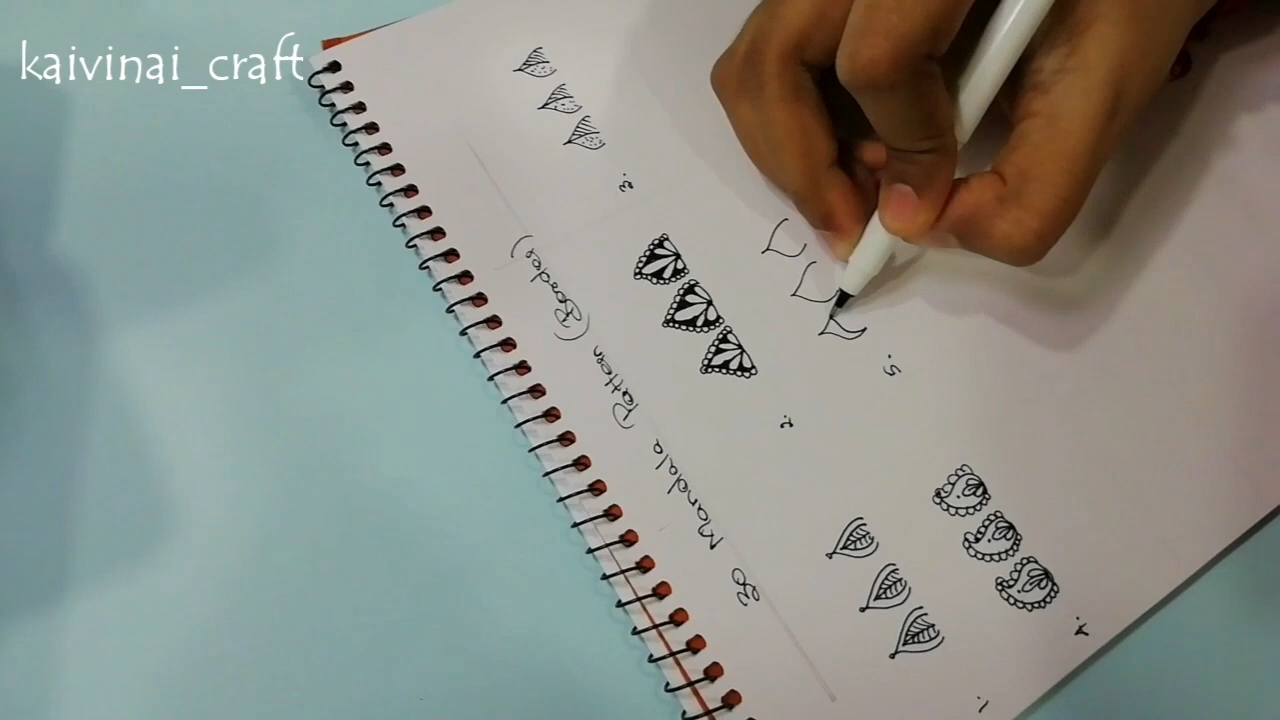 kaivinai_craft
30 Mandala Pattern (Border)
1.
2.
3.
4.
5.